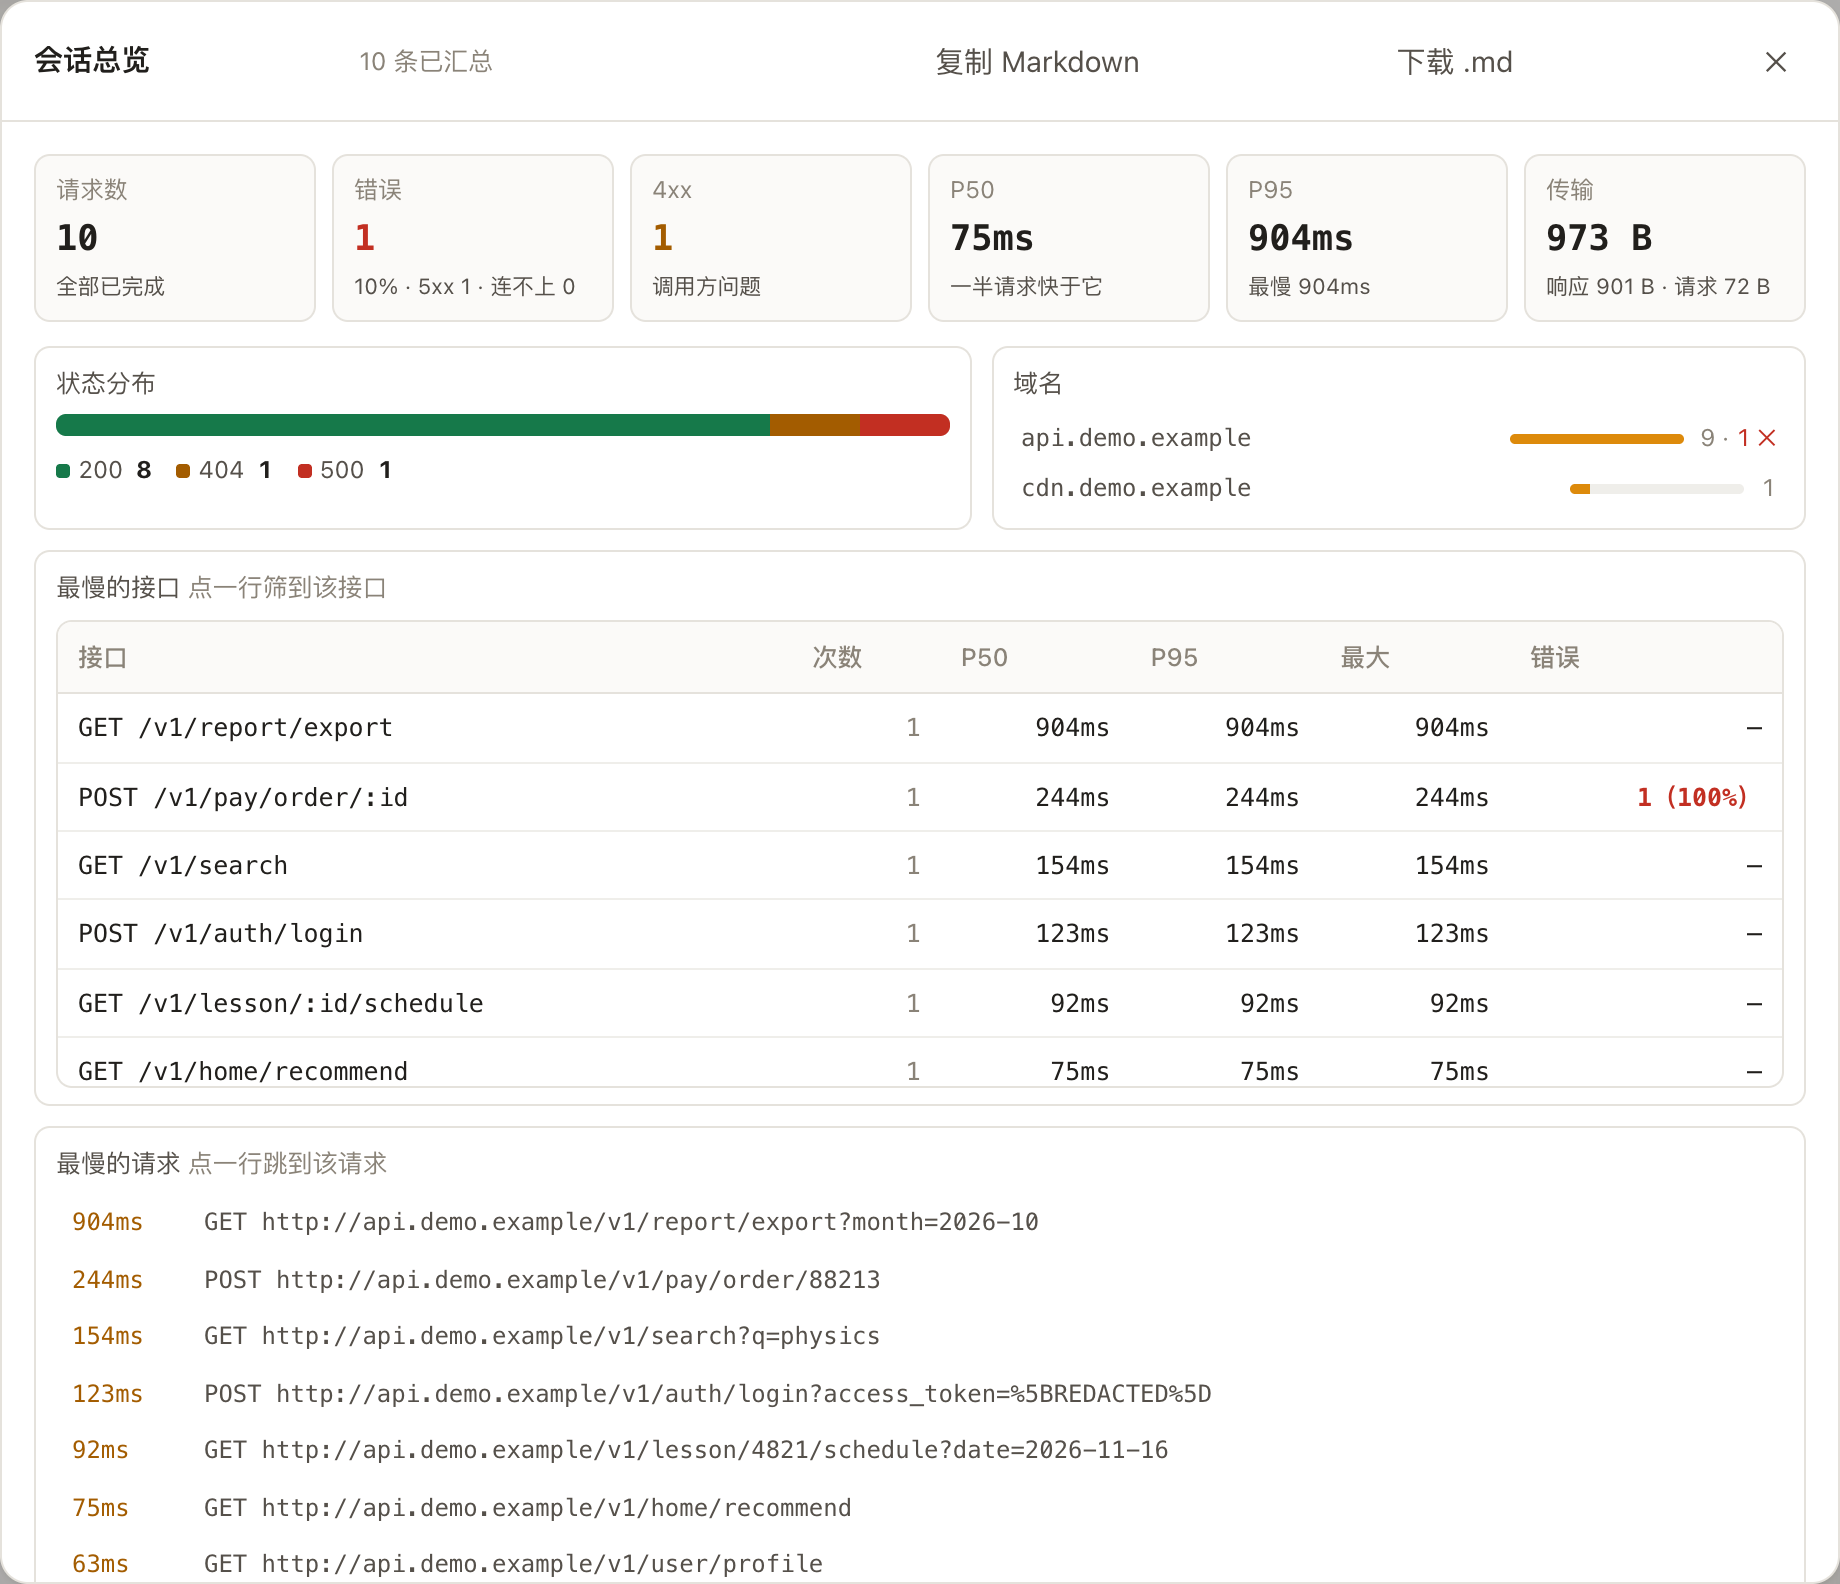 会话总览 10 条已汇总 复制 Markdown 下载 .md ×
请求数 错误 4xx P50 P95 传输
10 1 1 75ms 904ms 973 B
全部已完成 10% · 5xx 1 · 连不上 0 调用方问题 一半请求快于它 最慢 904ms 响应 901 B · 请求 72 B
状态分布
200 8 404 1 500 1
域名
api.demo.example 9 · 1 ×
cdn.demo.example 1
最慢的接口 点一行筛到该接口
接口 次数 P50 P95 最大 错误
GET /v1/report/export 1 904ms 904ms 904ms —
POST /v1/pay/order/:id 1 244ms 244ms 244ms 1 (100%)
GET /v1/search 1 154ms 154ms 154ms —
POST /v1/auth/login 1 123ms 123ms 123ms —
GET /v1/lesson/:id/schedule 1 92ms 92ms 92ms —
GET /v1/home/recommend 1 75ms 75ms 75ms —
最慢的请求 点一行跳到该请求
904ms GET http://api.demo.example/v1/report/export?month=2026-10
244ms POST http://api.demo.example/v1/pay/order/88213
154ms GET http://api.demo.example/v1/search?q=physics
123ms POST http://api.demo.example/v1/auth/login?access_token=%5BREDACTED%5D
92ms GET http://api.demo.example/v1/lesson/4821/schedule?date=2026-11-16
75ms GET http://api.demo.example/v1/home/recommend
63ms GET http://api.demo.example/v1/user/profile